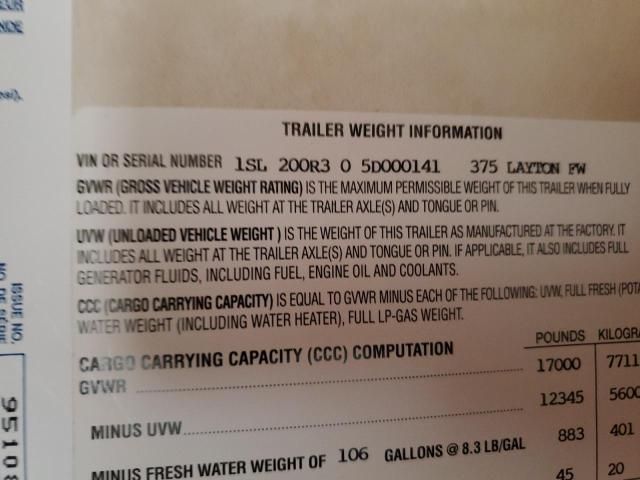 TRAILER WEIGHT INFORMATION
VIN OR SERIAL NUMBER 1SL 200R3 0 5D000141 375 LAYTON FW
GVWR (GROSS VEHICLE WEIGHT RATING) IS THE MAXIMUM PERMISSIBLE WEIGHT OF THIS TRAILER WHEN FULLY
LOADED. IT INCLUDES ALL WEIGHT AT THE TRAILER AXLE(S) AND TONGUE OR PIN.
UVW (UNLOADED VEHICLE WEIGHT ) IS THE WEIGHT OF THIS TRAILER AS MANUFACTURED AT THE FACTORY. IT
INCLUDES ALL WEIGHT AT THE TRAILER AXLE(S) AND TONGUE OR PIN. IF APPLICABLE, IT ALSO INCLUDES FULL
GENERATOR FLUIDS, INCLUDING FUEL, ENGINE OIL AND COOLANTS.
CCC (CARGO CARRYING CAPACITY) IS EQUAL TO GVWR MINUS EACH OF THE FOLLOWING: UVW, FULL FRESH (POTA
WATER WEIGHT (INCLUDING WATER HEATER), FULL LP-GAS WEIGHT.
POUNDS KILOGRA
CARGO CARRYING CAPACITY (CCC) COMPUTATION
GVWR 17000 7711
MINUS UVW 12345 5600
MINUS FRESH WATER WEIGHT OF 106 GALLONS @ 8.3 LB/GAL 883 401
45 20
ISSUE NO.
NO DE SÉRIE
95108